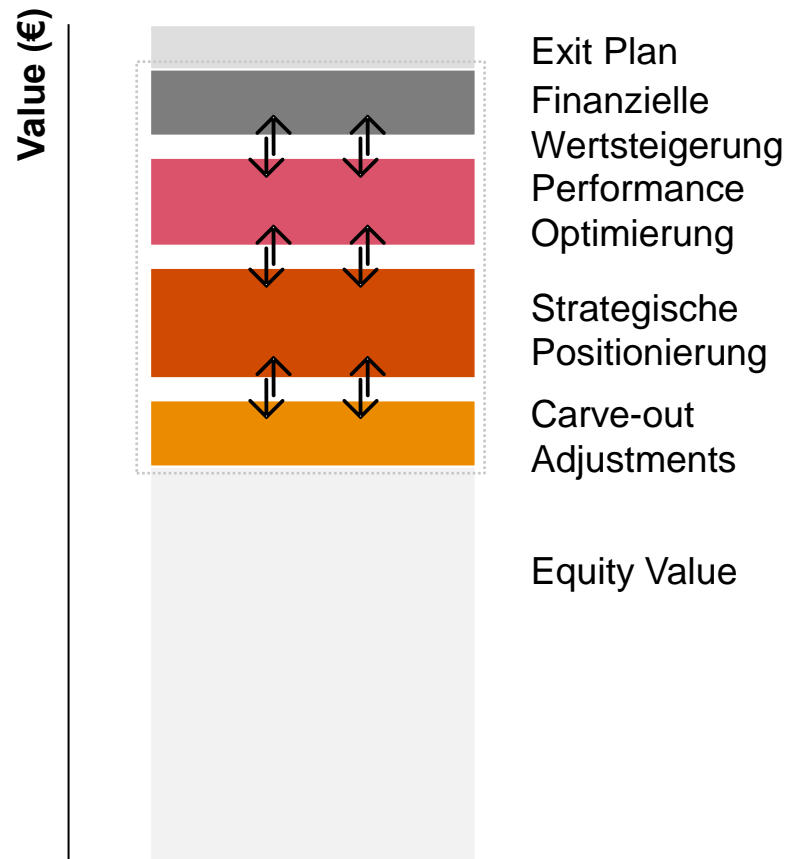 Value (€)
Exit Plan
Finanzielle
Wertsteigerung
Performance
Optimierung
Strategische
Positionierung
Carve-out
Adjustments
Equity Value